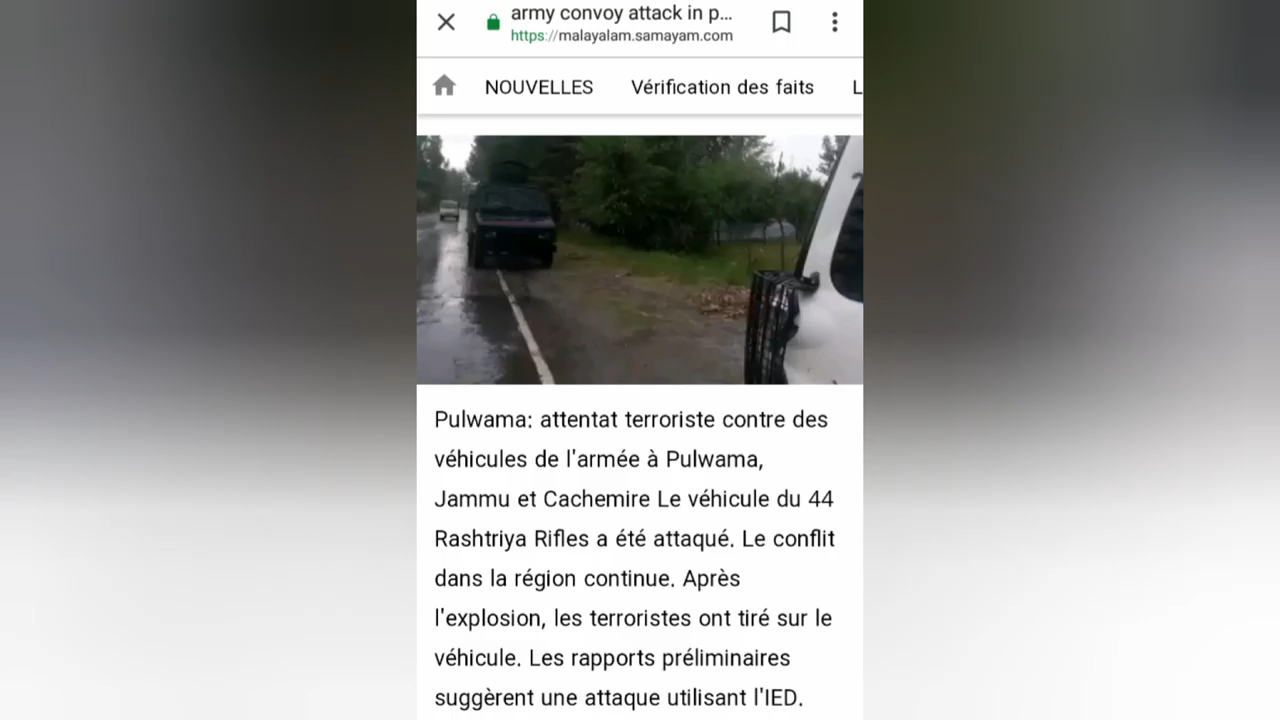 army convoy attack in p...
https://malayalam.samayam.com
NOUVELLES Vérification des faits L
Pulwama: attentat terroriste contre des
véhicules de l'armée à Pulwama,
Jammu et Cachemire Le véhicule du 44
Rashtriya Rifles a été attaqué. Le conflit
dans la région continue. Après
l'explosion, les terroristes ont tiré sur le
véhicule. Les rapports préliminaires
suggèrent une attaque utilisant l'IED.